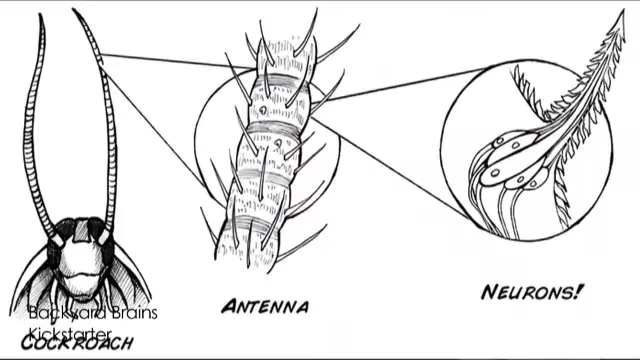 ANTENNA
NEURONS!
Backyard Brains
Kickstarter
COCKROACH